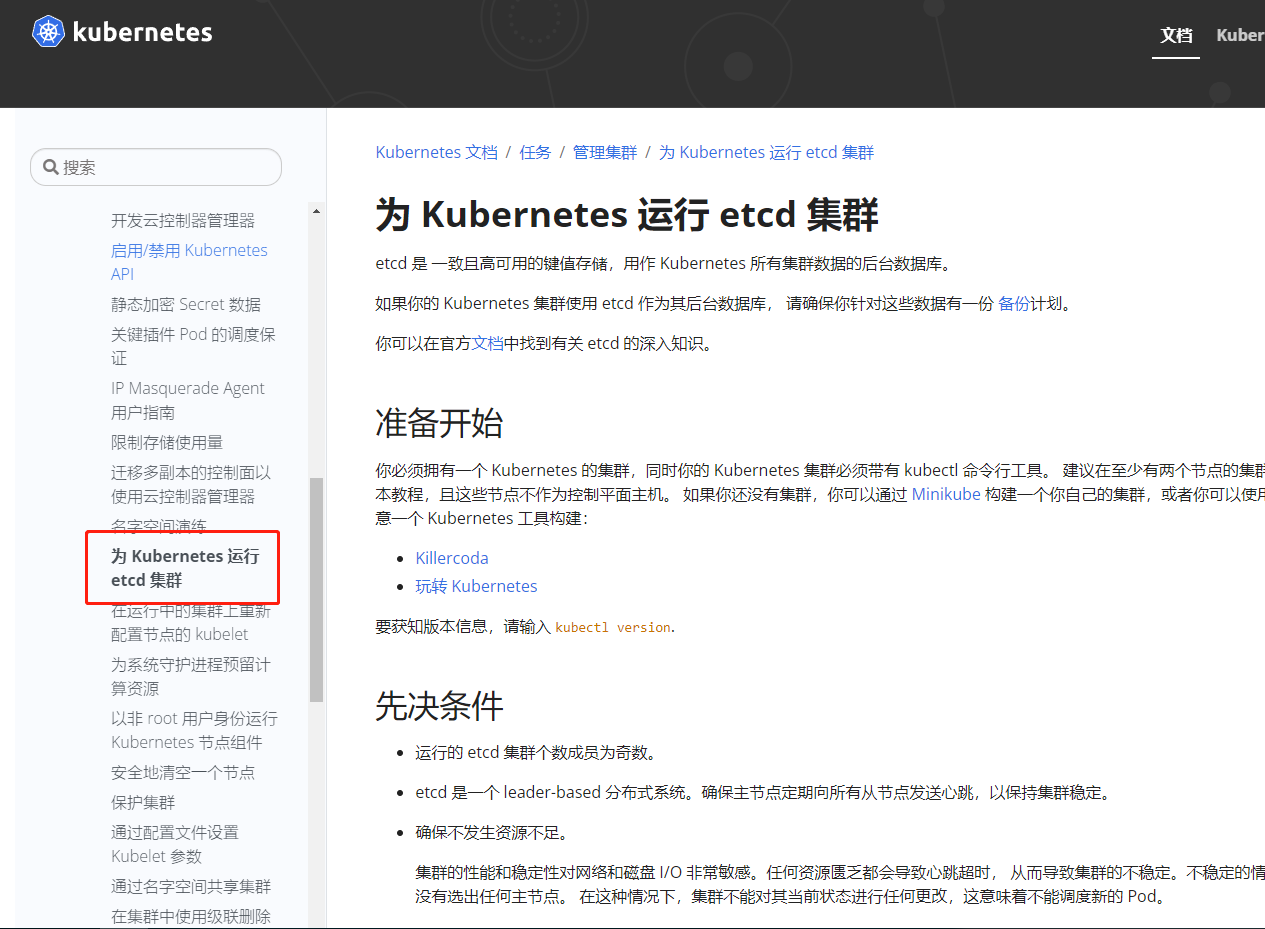 kubernetes
文档
Kuber
搜索
开发云控制器管理器
启用/禁用 Kubernetes
API
静态加密 Secret 数据
关键插件 Pod 的调度保
证
IP Masquerade Agent
用户指南
限制存储使用量
迁移多副本的控制面以
使用云控制器管理器
名字空间演练
为 Kubernetes 运行
etcd 集群
在运行中的集群上重新
配置节点的 kubelet
为系统守护进程预留计
算资源
以非 root 用户身份运行
Kubernetes 节点组件
安全地清空一个节点
保护集群
通过配置文件设置
Kubelet 参数
通过名字空间共享集群
在集群中使用级联删除
Kubernetes 文档 / 任务 / 管理集群 / 为 Kubernetes 运行 etcd 集群
为 Kubernetes 运行 etcd 集群
etcd 是 一致且高可用的键值存储，用作 Kubernetes 所有集群数据的后台数据库。
如果你的 Kubernetes 集群使用 etcd 作为其后台数据库， 请确保你针对这些数据有一份 备份计划。
你可以在官方文档中找到有关 etcd 的深入知识。
准备开始
你必须拥有一个 Kubernetes 的集群，同时你的 Kubernetes 集群必须带有 kubectl 命令行工具。 建议在至少有两个节点的集群
本教程，且这些节点不作为控制平面主机。 如果你还没有集群，你可以通过 Minikube 构建一个你自己的集群，或者你可以使用
意一个 Kubernetes 工具构建：
• Killercoda
• 玩转 Kubernetes
要获知版本信息，请输入 kubectl version.
先决条件
• 运行的 etcd 集群个数成员为奇数。
• etcd 是一个 leader-based 分布式系统。确保主节点定期向所有从节点发送心跳，以保持集群稳定。
• 确保不发生资源不足。
集群的性能和稳定性对网络和磁盘 I/O 非常敏感。任何资源匮乏都会导致心跳超时， 从而导致集群的不稳定。不稳定的情
没有选出任何主节点。 在这种情况下，集群不能对其当前状态进行任何更改，这意味着不能调度新的 Pod。